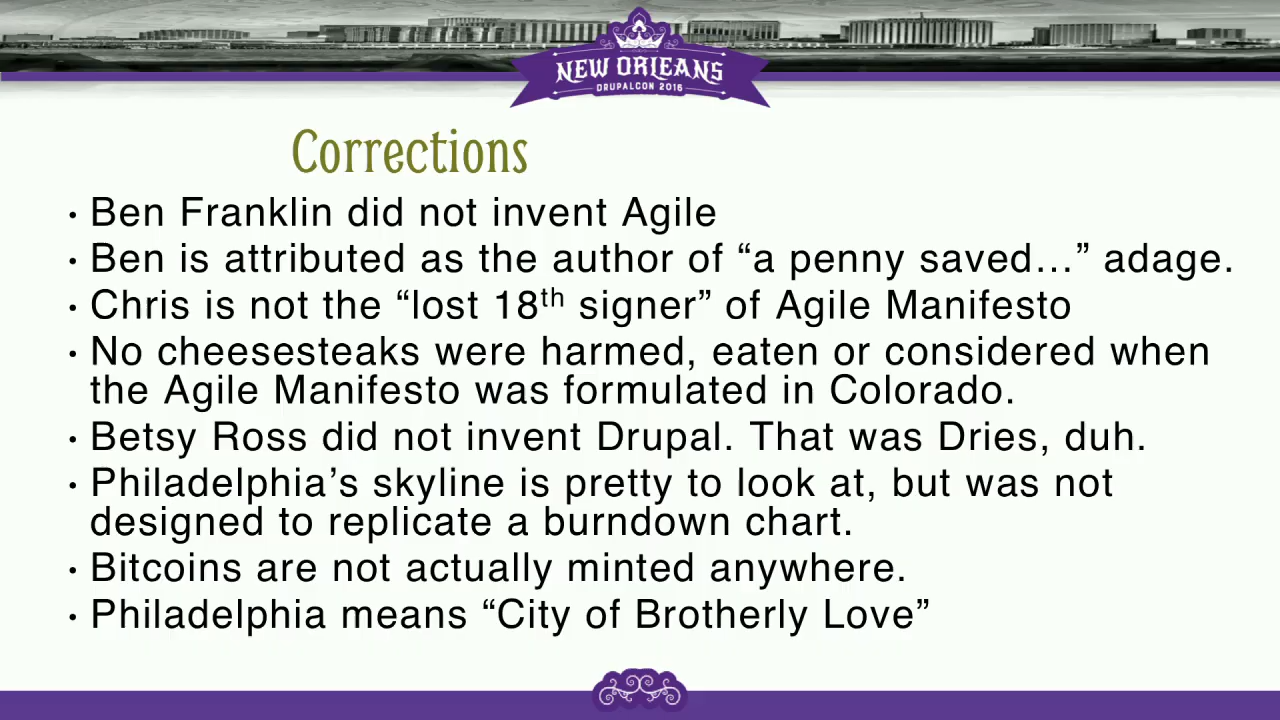 NEW ORLEANS
DRUPALCON 2016
Corrections
• Ben Franklin did not invent Agile
• Ben is attributed as the author of “a penny saved…” adage.
• Chris is not the “lost 18th signer” of Agile Manifesto
• No cheesesteaks were harmed, eaten or considered when
the Agile Manifesto was formulated in Colorado.
• Betsy Ross did not invent Drupal. That was Dries, duh.
• Philadelphia’s skyline is pretty to look at, but was not
designed to replicate a burndown chart.
• Bitcoins are not actually minted anywhere.
• Philadelphia means “City of Brotherly Love”